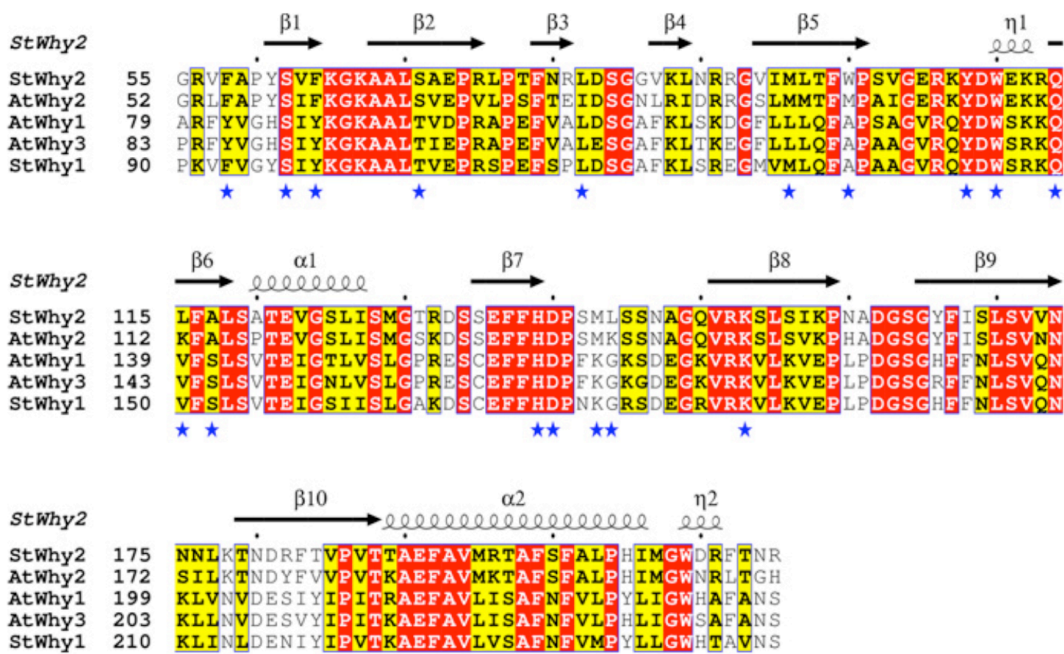 β1 β2 β3 β4 β5 η1
StWhy2
StWhy2 55 GRVFAPYSVFKGKAALSAEPRLPTFNRLDSGGVKLNRRGVIMLTFWPSVGERKYDWEKRQ
AtWhy2 52 GRLFAPYSIFKGKAALSVEPVLPSFTEIDSGNLRIDRRGSLMMTFMPAIGERKYDWEKKQ
AtWhy1 79 ARFYVGHSIYKGKAALTVDPRAPEFVALDSGAFKLSKDGFLLLQFAPSAGVRQYDWSKKQ
AtWhy3 83 PRFYVGHSIYKGKAALTIEPRAPEFVALESGAFKLTKEGFLLLQFAPAAGVRQYDWSRKQ
StWhy1 90 PKVFVGYSIYKGKAALTVEPRSPEFSPLDSGAFKLSREGMVMLQFAPAAGVRQYDWSRKQ
β6 α1 β7 β8 β9
StWhy2
StWhy2 115 LFALSATEVGSLISMGTRDSSEFFHDPSMLSSNAGQVRKSLSIKPNADGSGYFISLSVVN
AtWhy2 112 KFALSPTEVGSLISMGSKDSSEFFHDPSMKSSNAGQVRKSLSVKPHADGSGYFISLSVNN
AtWhy1 139 VFSLSVTEIGTLVSLGPRESCEFFHDPFKGKSDEGKVRKVLKVEPLPDGSGHFFNLSVQN
AtWhy3 143 VFSLSVTEIGNLVSLGPRESCEFFHDPFKGKGDEGKVRKVLKVEPLPDGSGRFFNLSVQN
StWhy1 150 VFSLSVTEIGSIISLGAKDSCEFFHDPNKGRSDEGRVRKVLKVEPLPDGSGHFFNLSVQN
β10 α2 η2
StWhy2
StWhy2 175 NNLKTNDRFTVPVTTAEFAVMRTAFSFALPHIMGWDRFTNR
AtWhy2 172 SILKTNDYFVVPVTKAEFAVMKTAFSFALPHIMGWNRLTGH
AtWhy1 199 KLVNVDESIYIPITRAEFAVLISAFNFVLPYLIGWHAFANS
AtWhy3 203 KLLNVDESVYIPITKAEFAVLISAFNFVLPHLIGWSAFANS
StWhy1 210 KLINLDENIYIPVTKAEFAVLVSAFNFVMPYLLGWHTAVNS